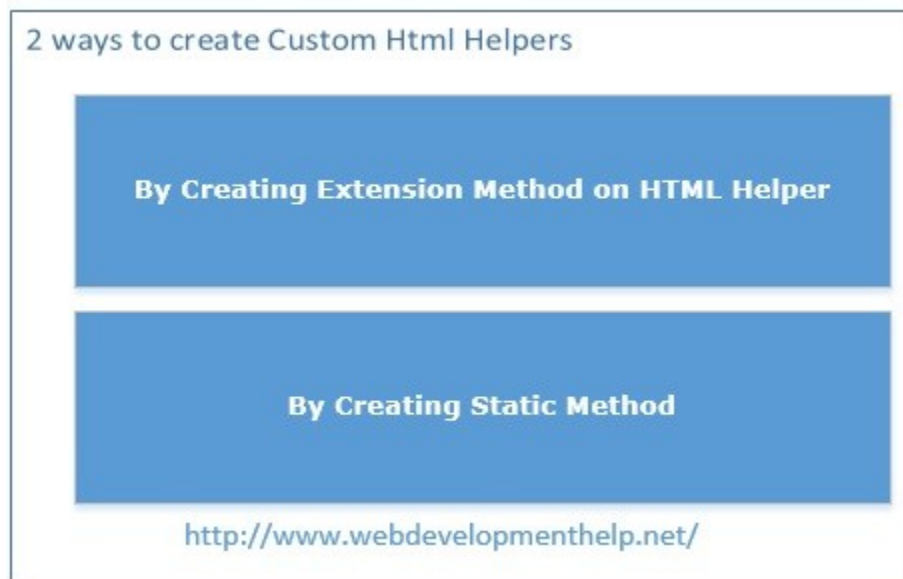 2 ways to create Custom Html Helpers
By Creating Extension Method on HTML Helper
By Creating Static Method
http://www.webdevelopmenthelp.net/